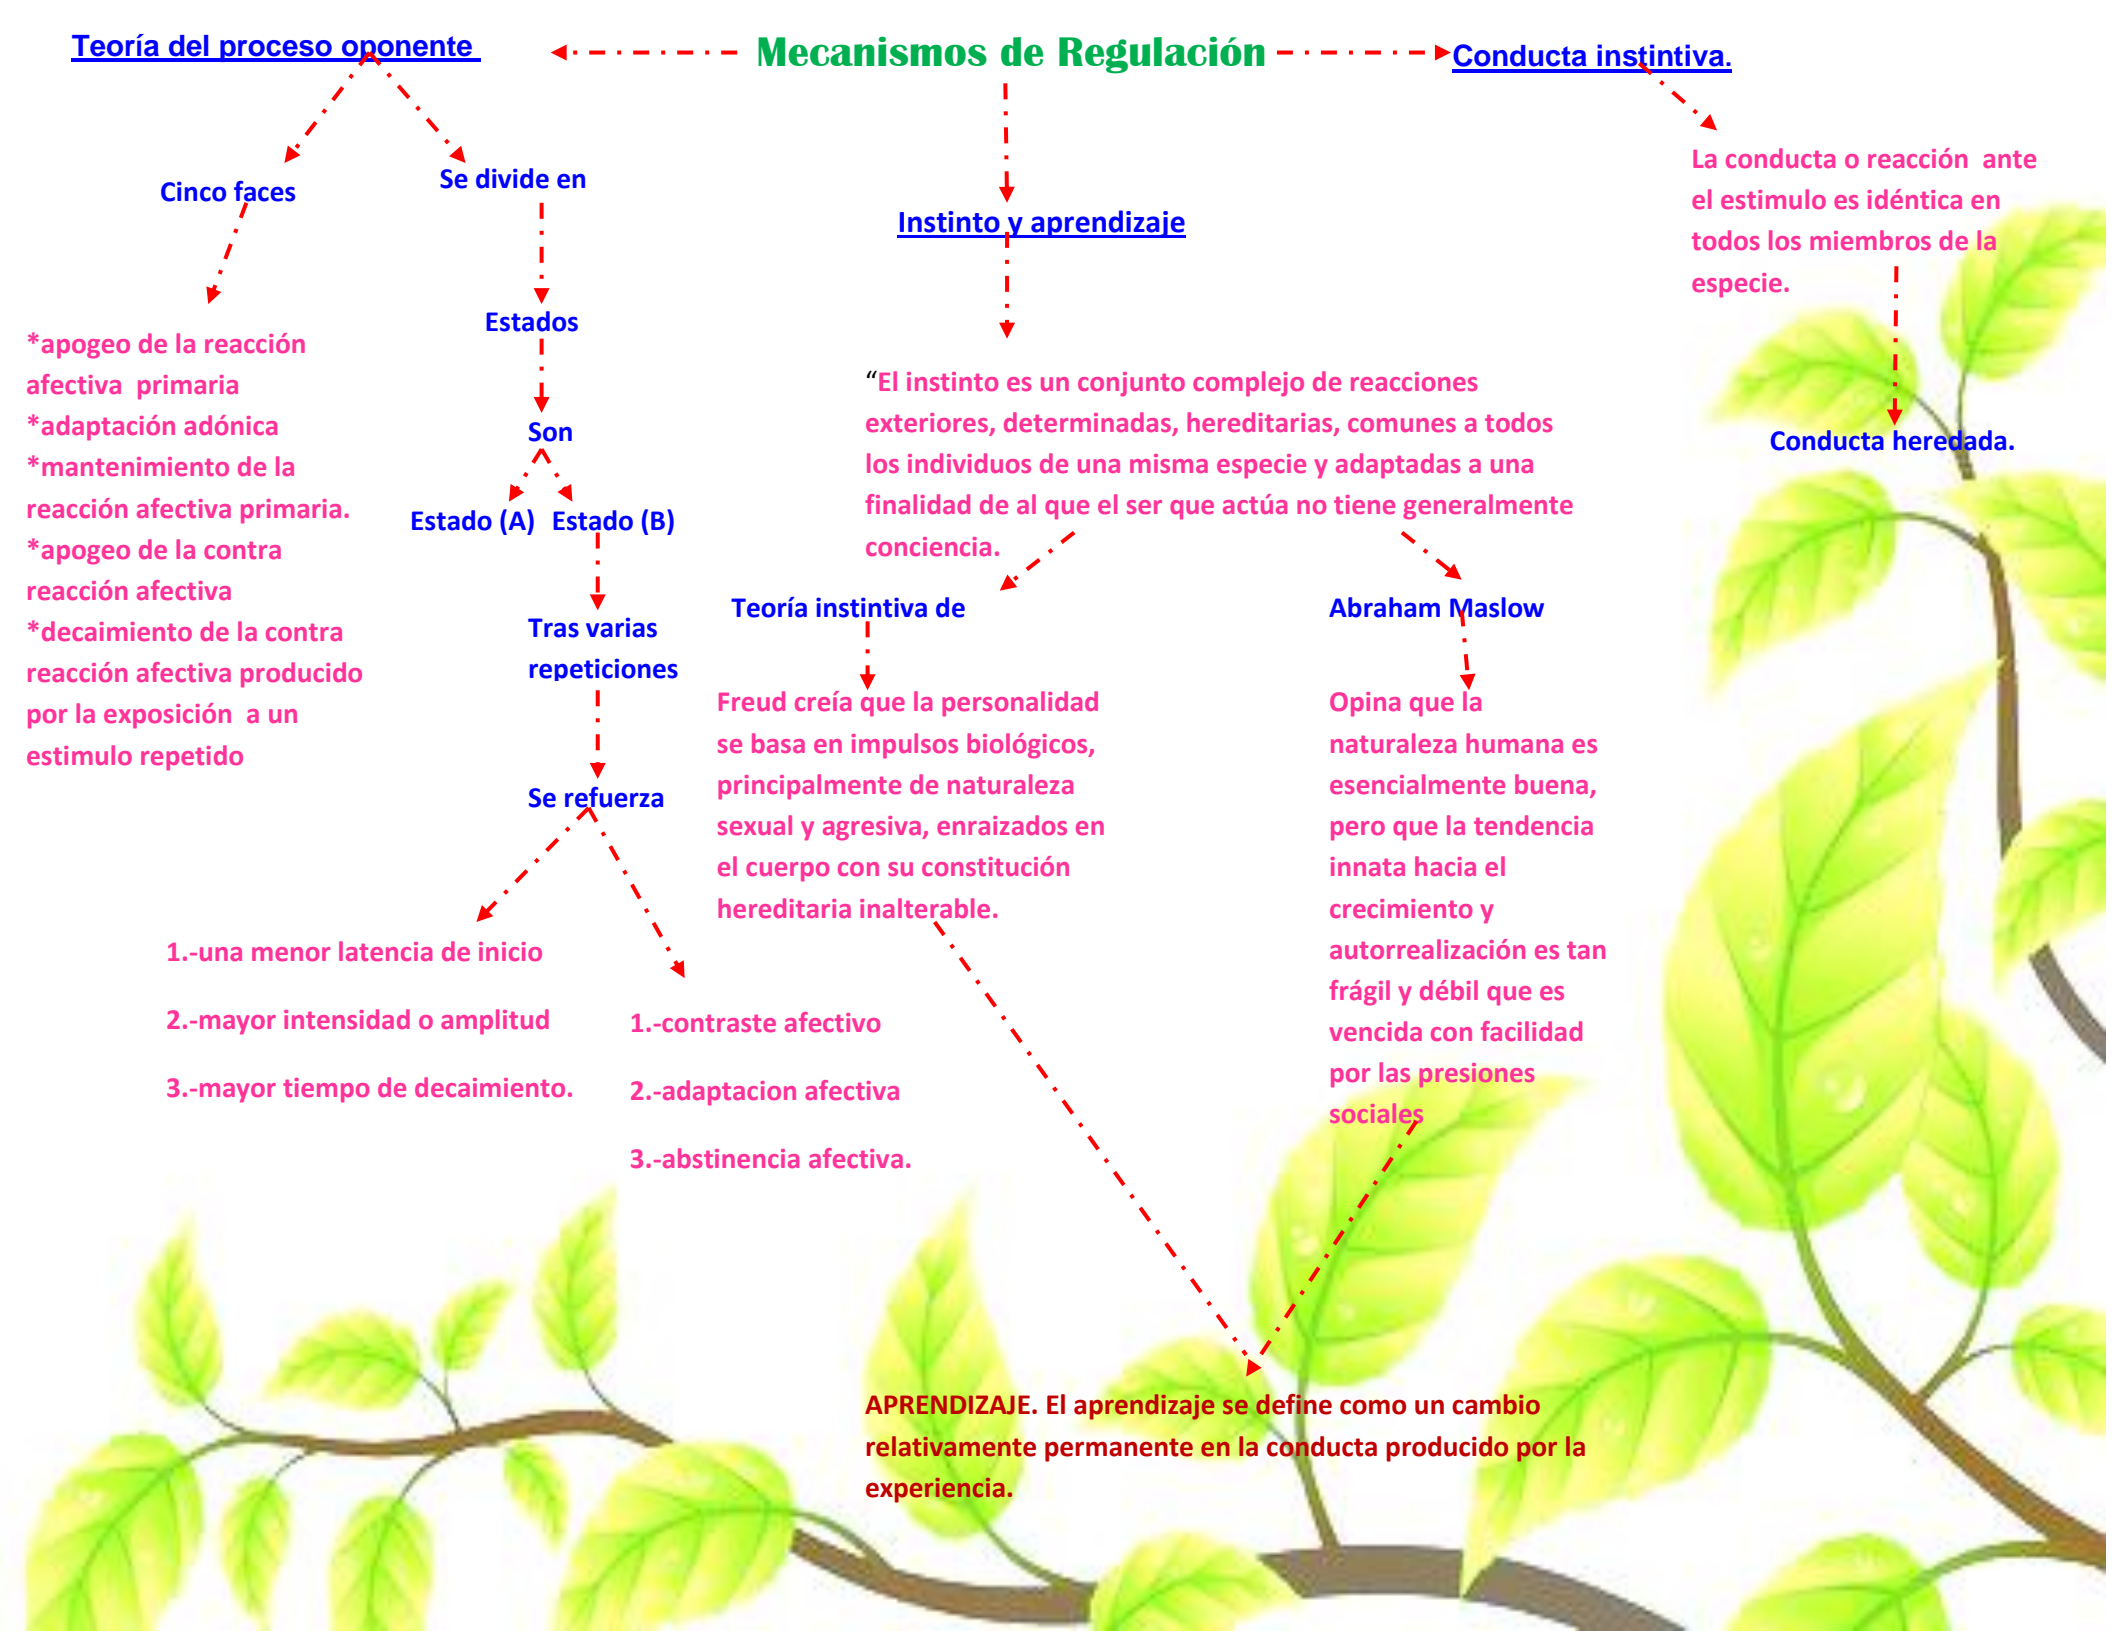 Teoría del proceso oponente
Mecanismos de Regulación
Conducta instintiva.
Cinco faces
Se divide en
*apogeo de la reacción
afectiva  primaria
*adaptación adónica
*mantenimiento de la
reacción afectiva primaria.
*apogeo de la contra
reacción afectiva
*decaimiento de la contra
reacción afectiva producido
por la exposición  a un
estimulo repetido
Estados
Son
Estado (A)  Estado (B)
Tras varias
repeticiones
Se refuerza
1.-una menor latencia de inicio
2.-mayor intensidad o amplitud
3.-mayor tiempo de decaimiento.
1.-contraste afectivo
2.-adaptacion afectiva
3.-abstinencia afectiva.
Instinto y aprendizaje
“El instinto es un conjunto complejo de reacciones
exteriores, determinadas, hereditarias, comunes a todos
los individuos de una misma especie y adaptadas a una
finalidad de al que el ser que actúa no tiene generalmente
conciencia.
Teoría instintiva de
Freud creía que la personalidad
se basa en impulsos biológicos,
principalmente de naturaleza
sexual y agresiva, enraizados en
el cuerpo con su constitución
hereditaria inalterable.
Abraham Maslow
Opina que la
naturaleza humana es
esencialmente buena,
pero que la tendencia
innata hacia el
crecimiento y
autorrealización es tan
frágil y débil que es
vencida con facilidad
por las presiones
sociales
APRENDIZAJE. El aprendizaje se define como un cambio
relativamente permanente en la conducta producido por la
experiencia.
La conducta o reacción  ante
el estimulo es idéntica en
todos los miembros de la
especie.
Conducta heredada.